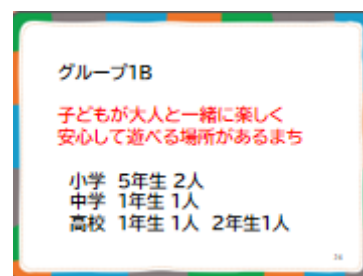 グループ1B
子どもが大人と一緒に楽しく
安心して遊べる場所があるまち
小学 5年生 2人
中学 1年生 1人
高校 1年生 1人 2年生1人